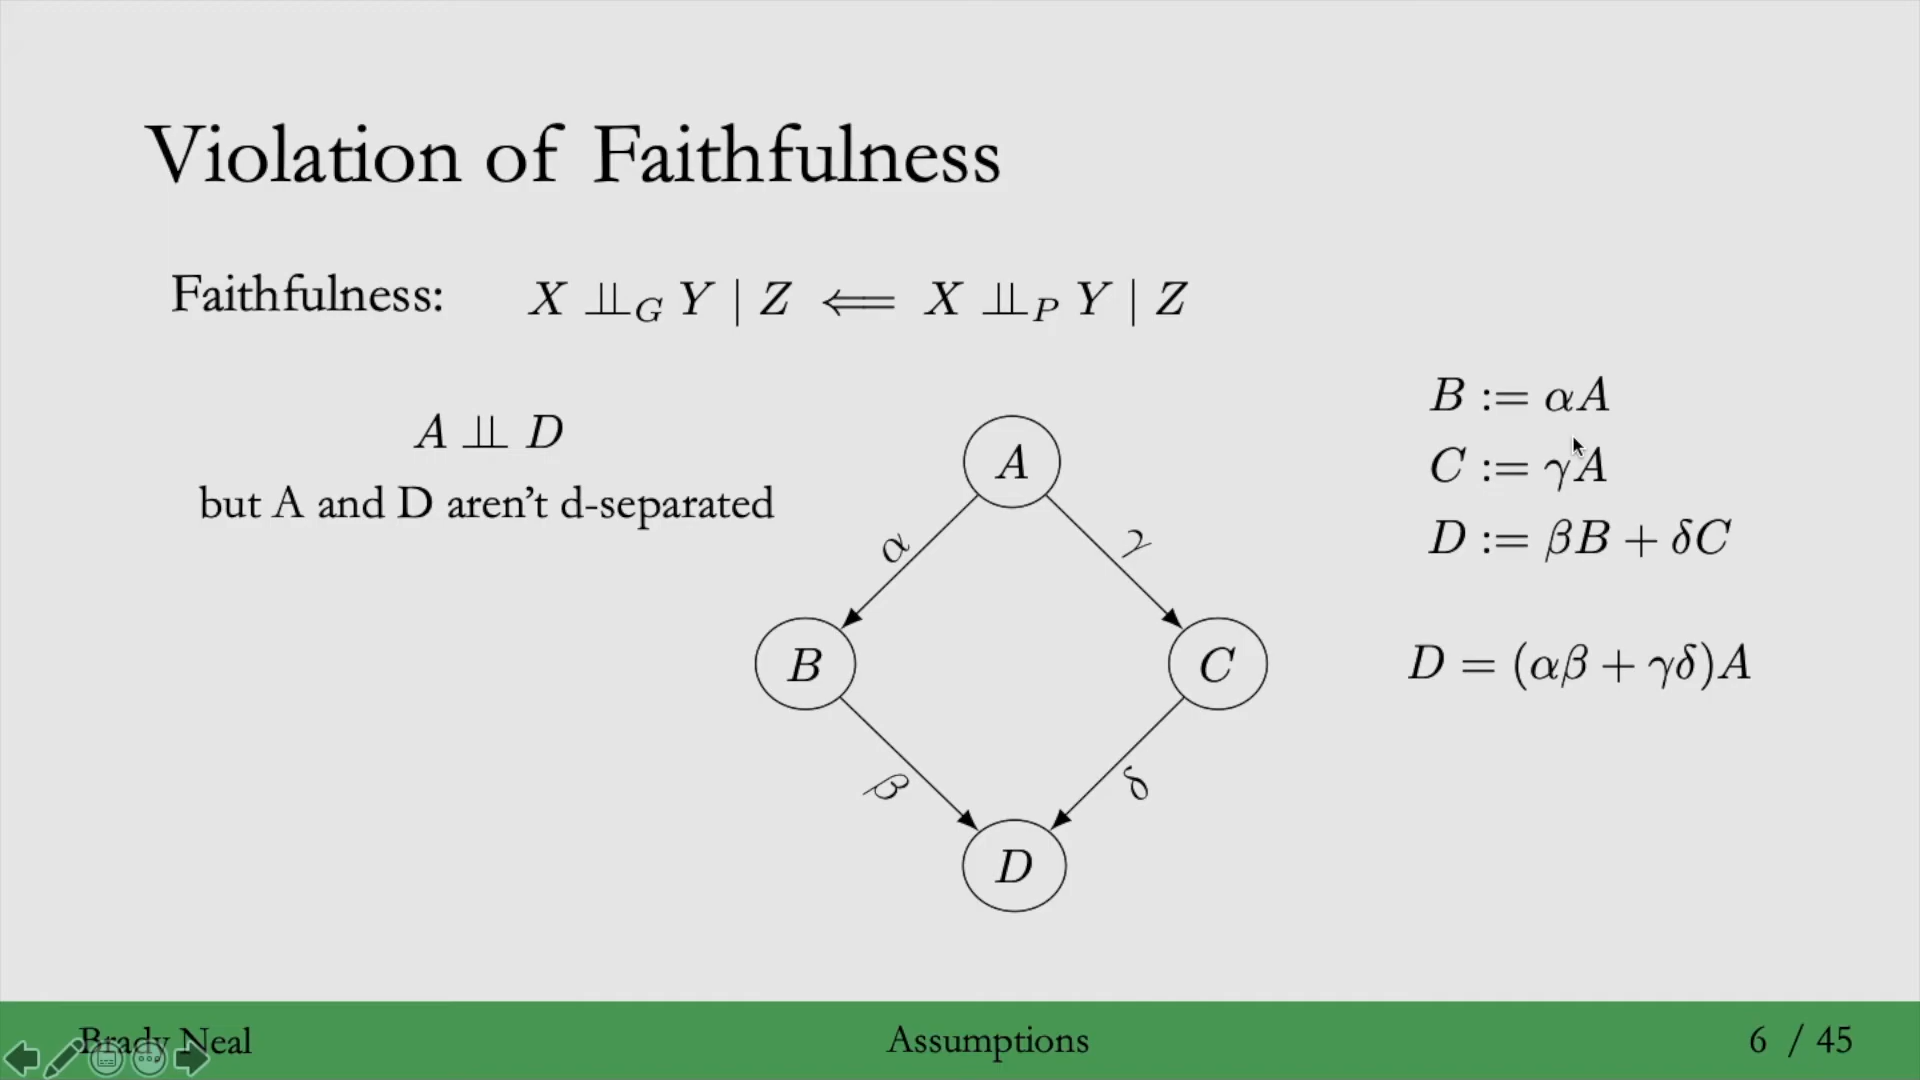 Violation of Faithfulness
Faithfulness: X ⫫_G Y | Z ⟸ X ⫫_P Y | Z
A ⫫ D
but A and D aren't d-separated
A
α
γ
B
C
β
δ
D
B := αA
C := γA
D := βB + δC
D = (αβ + γδ)A
Brady Neal
Assumptions
6 / 45